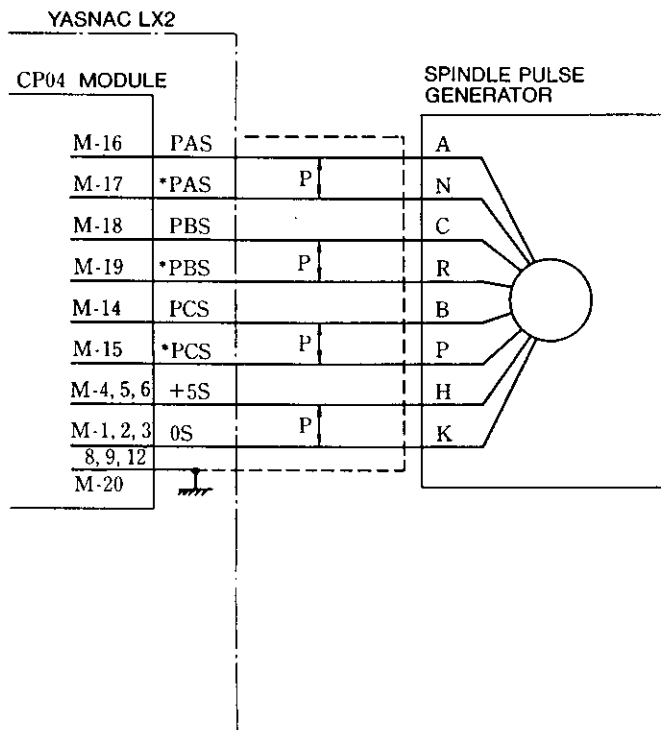 YASNAC LX2
CP04 MODULE
SPINDLE PULSE
GENERATOR
M-16 PAS A
P
M-17 *PAS N
M-18 PBS C
P
M-19 *PBS R
M-14 PCS B
P
M-15 *PCS P
M-4, 5, 6 +5S H
P
M-1, 2, 3 0S K
8, 9, 12
M-20